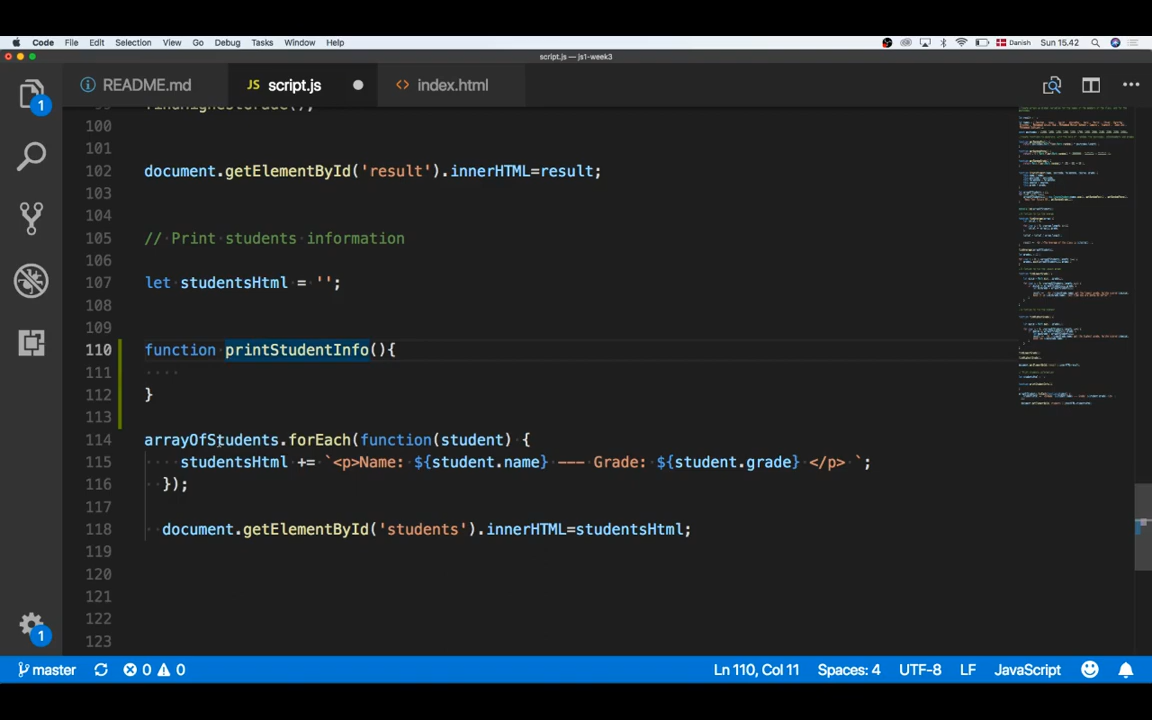 Code File Edit Selection View Go Debug Tasks Window Help Danish Sun 15.42
script.js — js1-week3
README.md JS script.js index.html
100
101
102 document.getElementById('result').innerHTML=result;
103
104
105 // Print students information
106
107 let studentsHtml = '';
108
109
110 function printStudentInfo(){
111
112 }
113
114 arrayOfStudents.forEach(function(student) {
115 studentsHtml += `<p>Name: ${student.name} --- Grade: ${student.grade} </p> `;
116 });
117
118 document.getElementById('students').innerHTML=studentsHtml;
119
120
121
122
123
1
1
master 0 0 Ln 110, Col 11 Spaces: 4 UTF-8 LF JavaScript